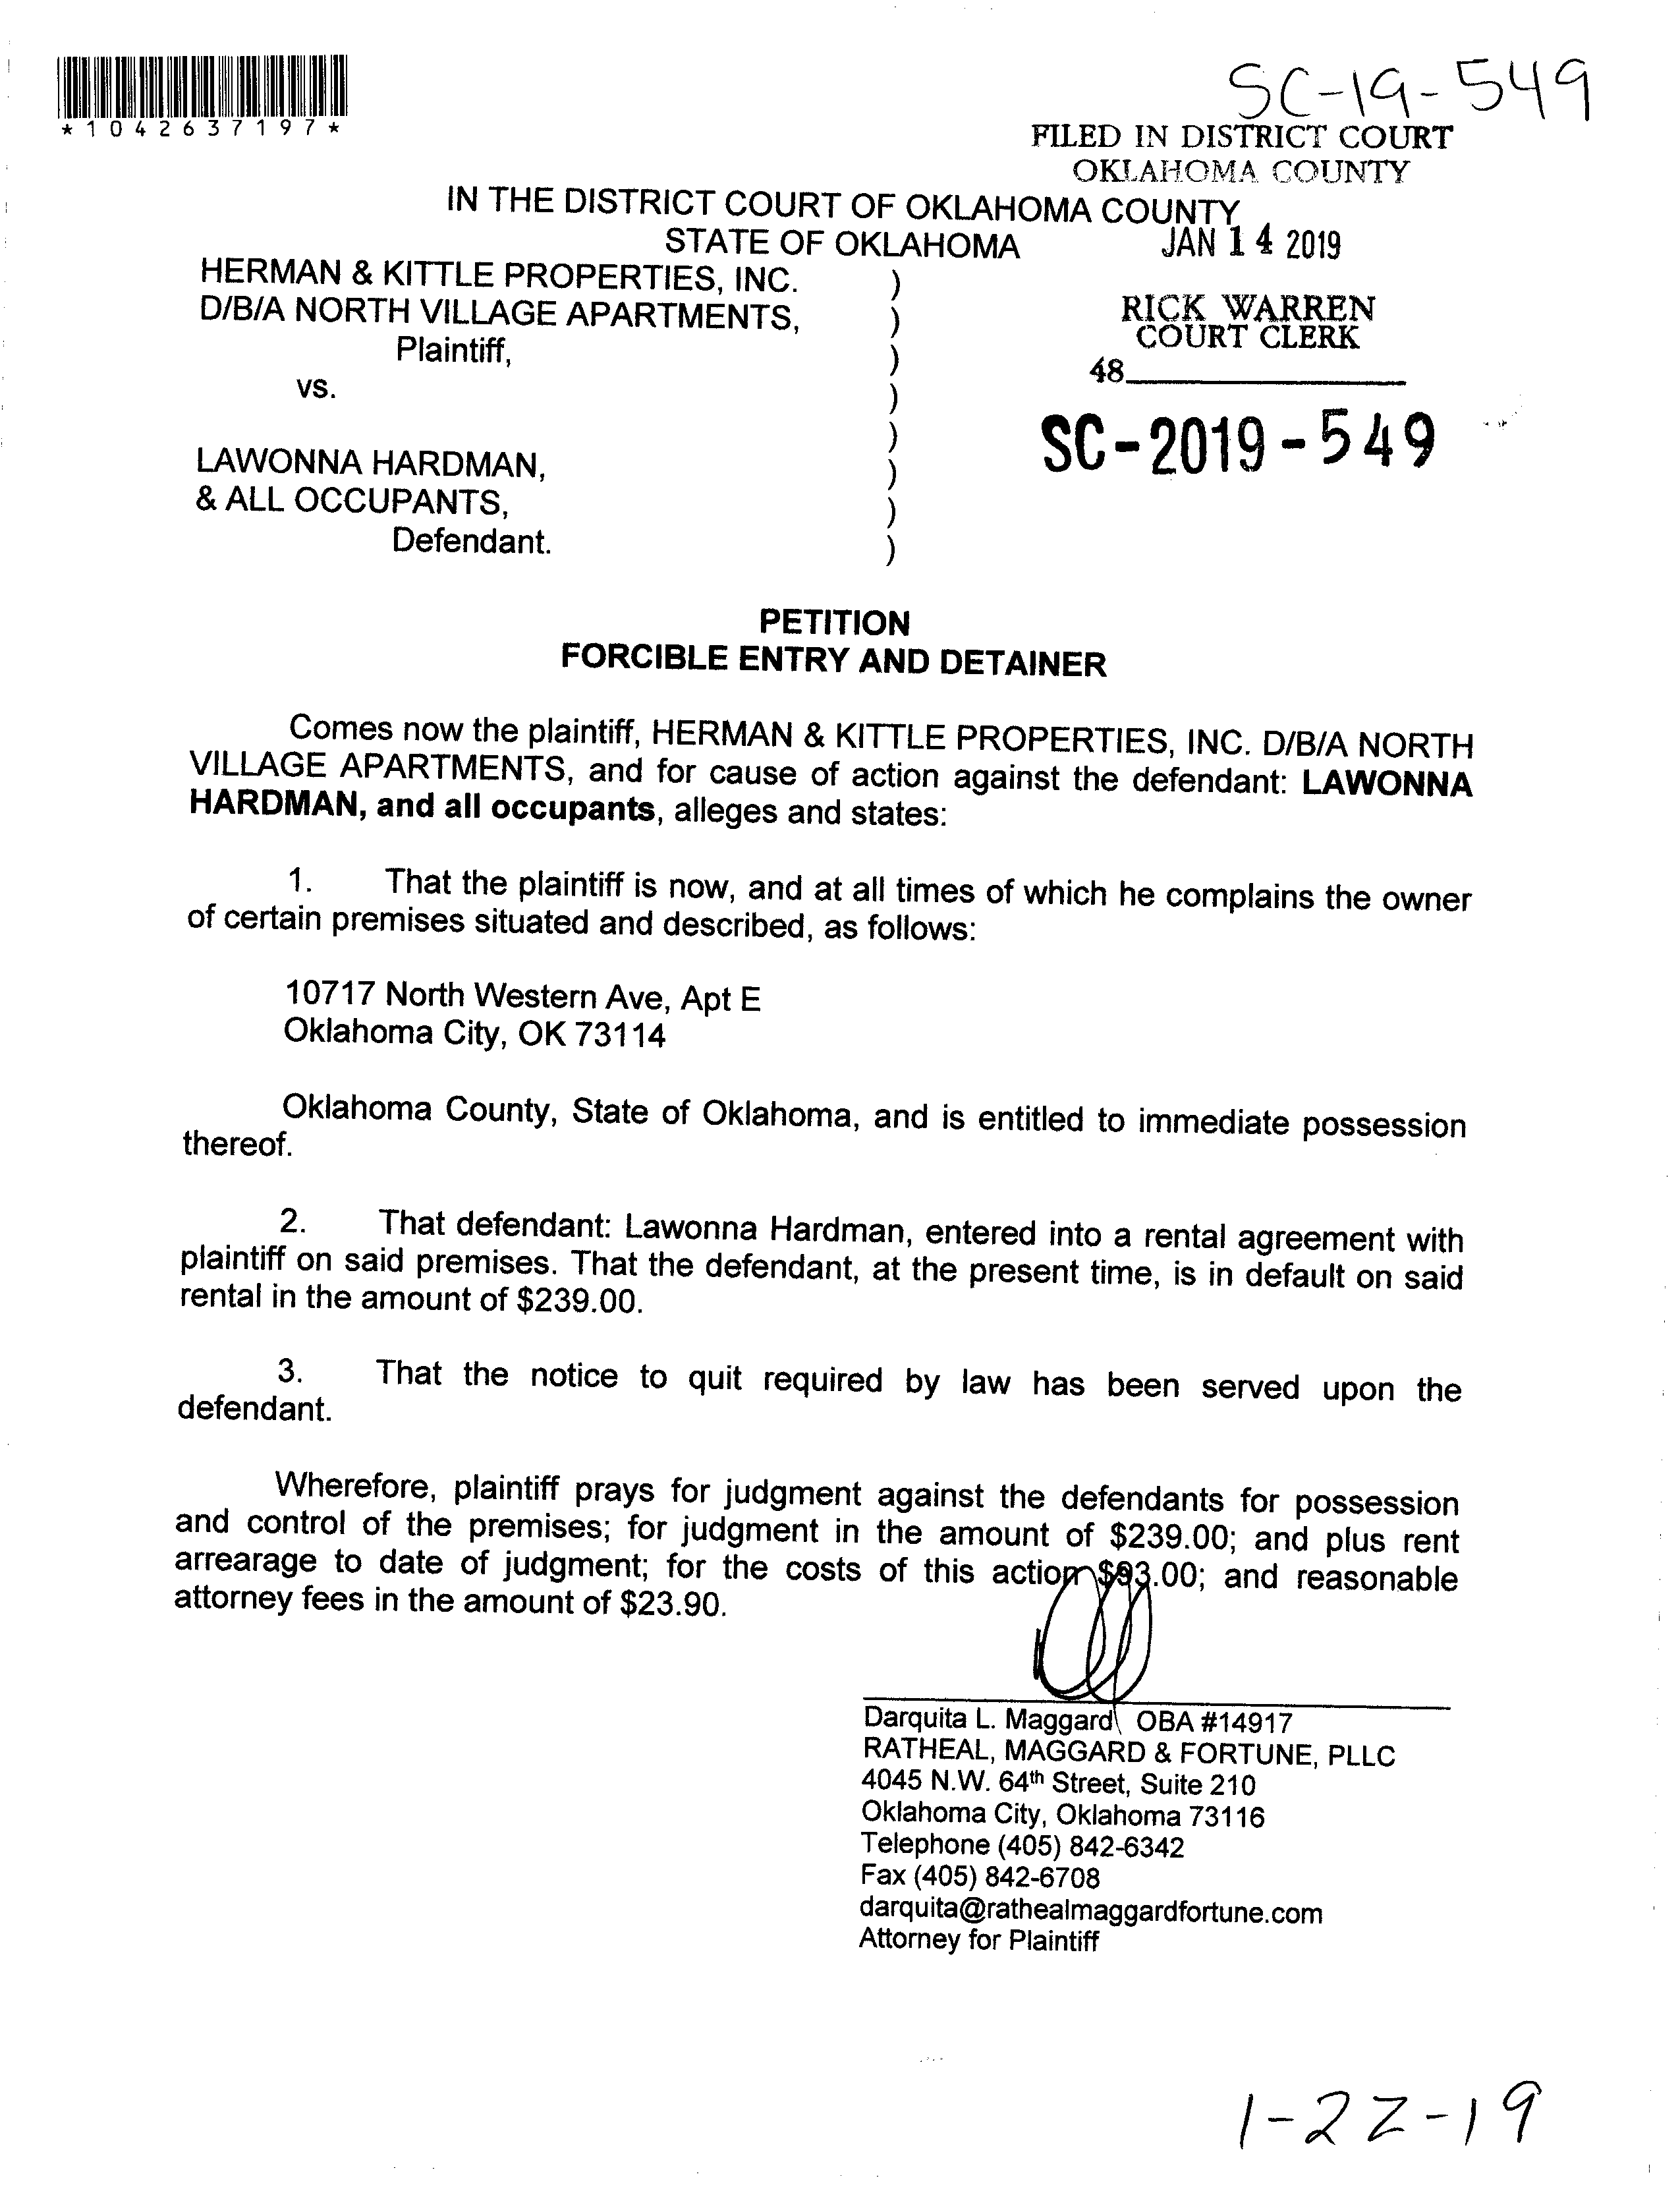 *1042637197*
SC-19-549
FILED IN DISTRICT COURT
OKLAHOMA COUNTY
IN THE DISTRICT COURT OF OKLAHOMA COUNTY
STATE OF OKLAHOMA
JAN 14 2019
HERMAN & KITTLE PROPERTIES, INC. )
D/B/A NORTH VILLAGE APARTMENTS, )
Plaintiff, )
vs. )
RICK WARREN
COURT CLERK
48
SC-2019-549
)
LAWONNA HARDMAN, )
& ALL OCCUPANTS, )
Defendant. )
PETITION
FORCIBLE ENTRY AND DETAINER
Comes now the plaintiff, HERMAN & KITTLE PROPERTIES, INC. D/B/A NORTH
VILLAGE APARTMENTS, and for cause of action against the defendant: LAWONNA
HARDMAN, and all occupants, alleges and states:
1. That the plaintiff is now, and at all times of which he complains the owner
of certain premises situated and described, as follows:
10717 North Western Ave, Apt E
Oklahoma City, OK 73114
Oklahoma County, State of Oklahoma, and is entitled to immediate possession
thereof.
2. That defendant: Lawonna Hardman, entered into a rental agreement with
plaintiff on said premises. That the defendant, at the present time, is in default on said
rental in the amount of $239.00.
3. That the notice to quit required by law has been served upon the
defendant.
Wherefore, plaintiff prays for judgment against the defendants for possession
and control of the premises; for judgment in the amount of $239.00; and plus rent
arrearage to date of judgment; for the costs of this action $93.00; and reasonable
attorney fees in the amount of $23.90.
Darquita L. Maggard OBA #14917
RATHEAL, MAGGARD & FORTUNE, PLLC
4045 N.W. 64th Street, Suite 210
Oklahoma City, Oklahoma 73116
Telephone (405) 842-6342
Fax (405) 842-6708
darquita@rathealmaggardfortune.com
Attorney for Plaintiff
1-22-19